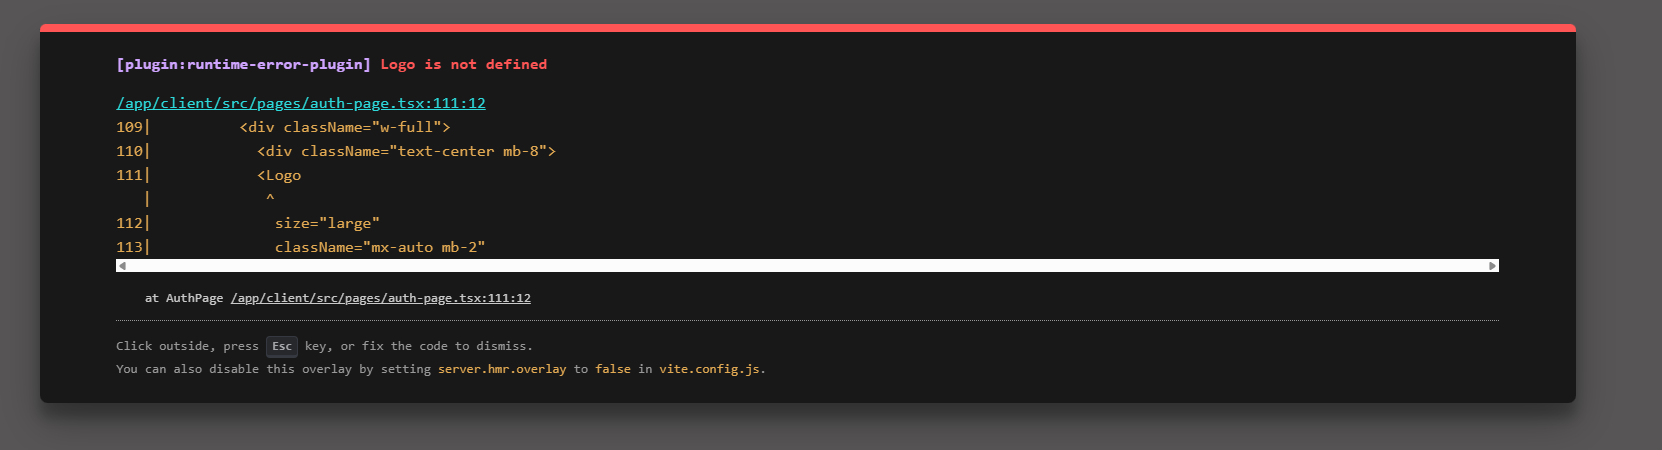 [plugin:runtime-error-plugin] Logo is not defined
/app/client/src/pages/auth-page.tsx:111:12
109|          <div className="w-full">
110|            <div className="text-center mb-8">
111|            <Logo
   |             ^
112|              size="large"
113|              className="mx-auto mb-2"
at AuthPage /app/client/src/pages/auth-page.tsx:111:12
Click outside, press Esc key, or fix the code to dismiss.
You can also disable this overlay by setting server.hmr.overlay to false in vite.config.js.